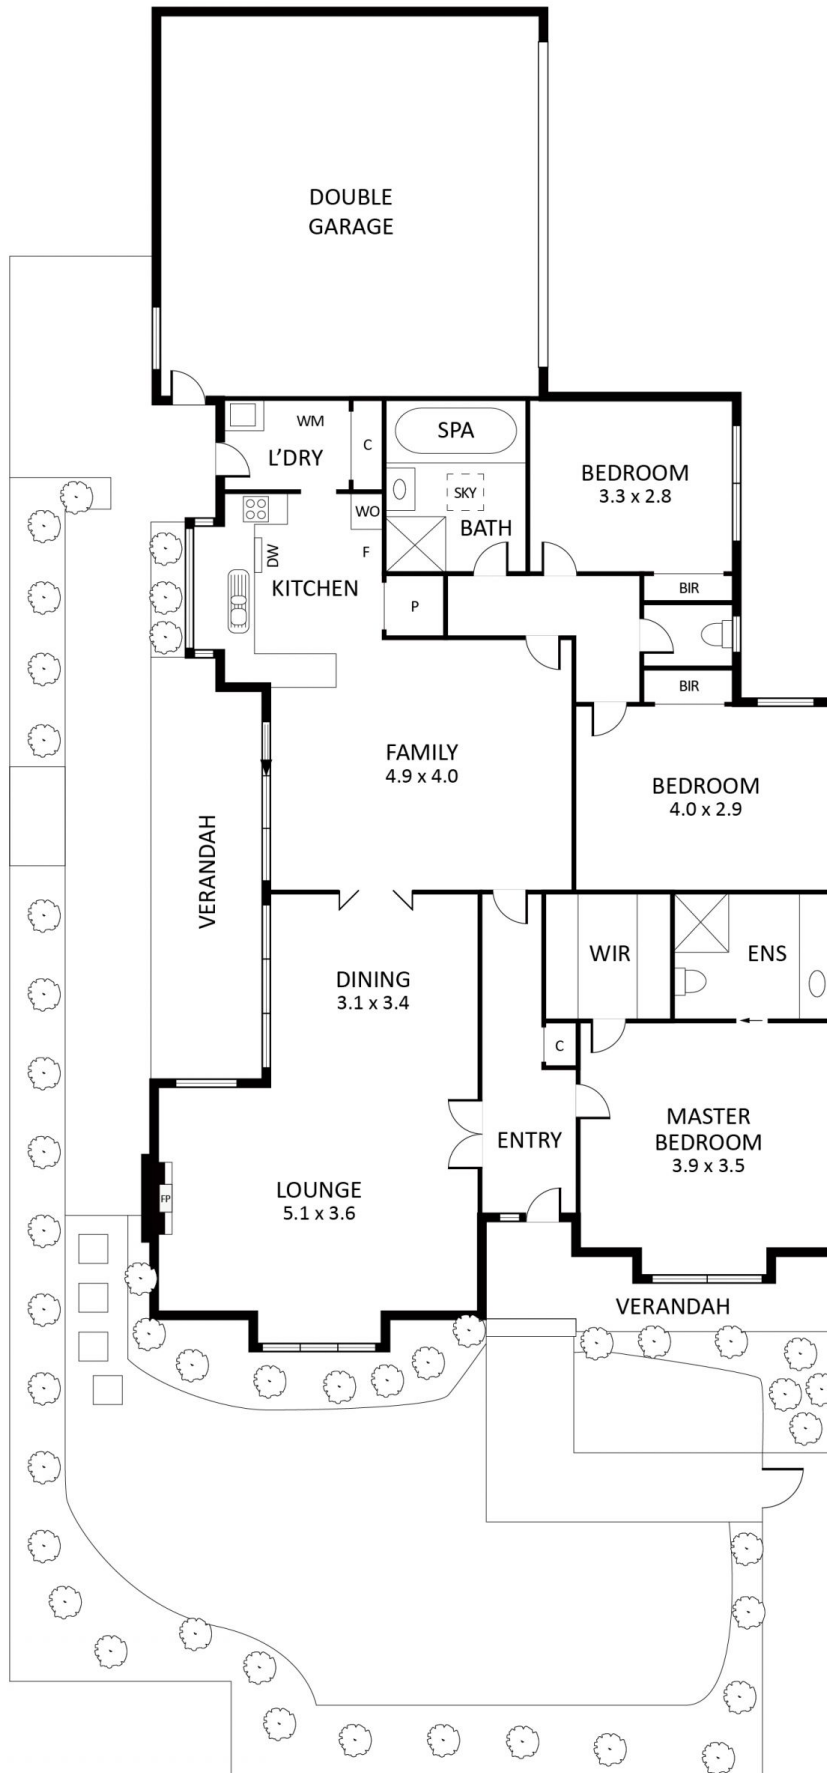 DOUBLE
GARAGE
WM
L'DRY
C
SPA
SKY
BATH
BEDROOM
3.3 x 2.8
BIR
WO
F
DW
KITCHEN
P
BIR
FAMILY
4.9 x 4.0
BEDROOM
4.0 x 2.9
VERANDAH
DINING
3.1 x 3.4
WIR
ENS
C
ENTRY
MASTER
BEDROOM
3.9 x 3.5
FP
LOUNGE
5.1 x 3.6
VERANDAH